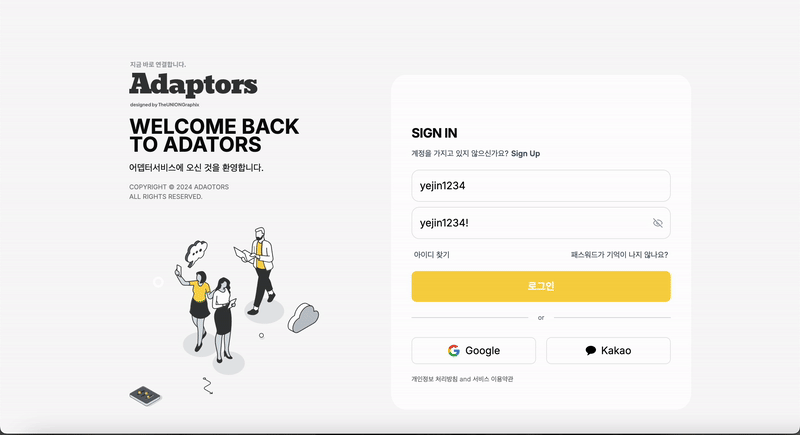 지금 바로 연결합니다.
Adaptors
designed by TheUNIONGraphix
WELCOME BACK
TO ADATORS
어댑터서비스에 오신 것을 환영합니다.
COPYRIGHT © 2024 ADAOTORS
ALL RIGHTS RESERVED.
SIGN IN
계정을 가지고 있지 않으신가요? Sign Up
yejin1234
yejin1234!
아이디 찾기
패스워드가 기억이 나지 않나요?
로그인
or
Google
Kakao
개인정보 처리방침 and 서비스 이용약관